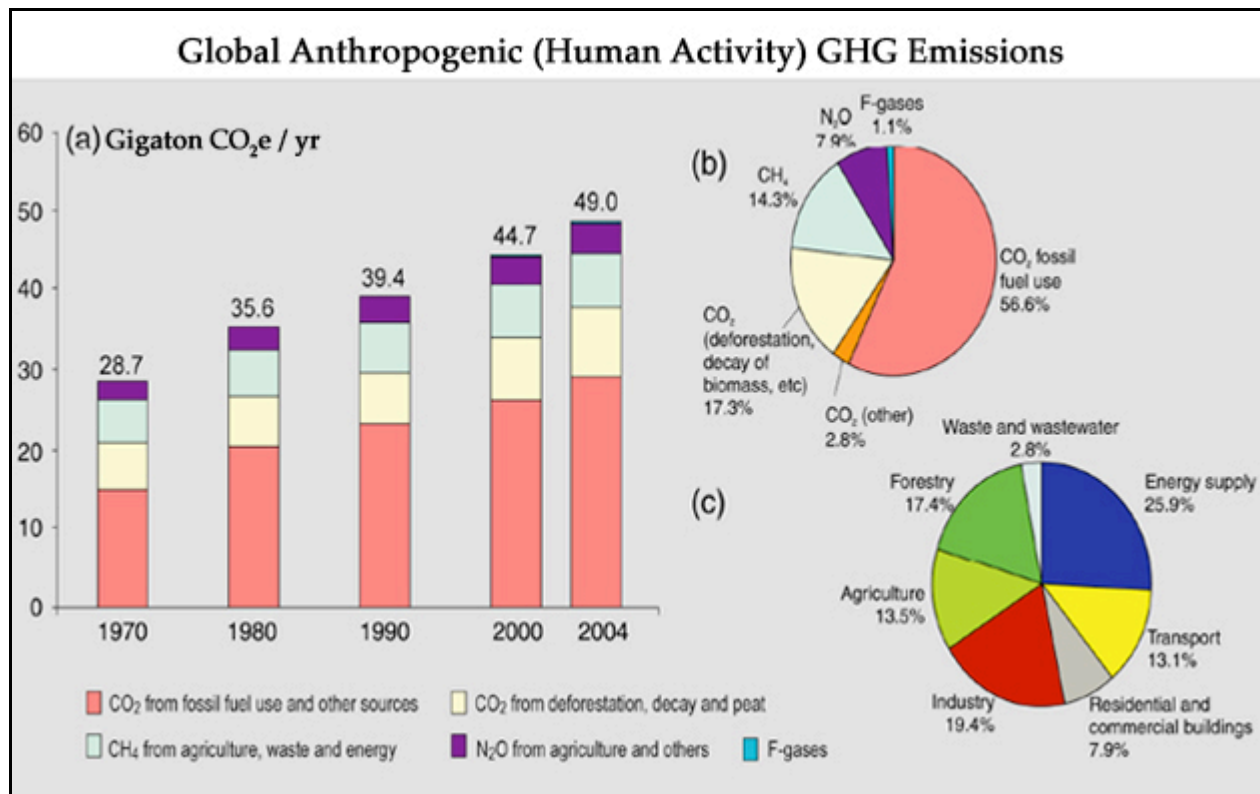 Global Anthropogenic (Human Activity) GHG Emissions
(a) Gigaton CO₂e / yr
60
50
40
30
20
10
0
28.7
35.6
39.4
44.7
49.0
1970
1980
1990
2000
2004
CO₂ from fossil fuel use and other sources
CO₂ from deforestation, decay and peat
CH₄ from agriculture, waste and energy
N₂O from agriculture and others
F-gases
(b)
F-gases
1.1%
N₂O
7.9%
CH₄
14.3%
CO₂ fossil
fuel use
56.6%
CO₂
(deforestation,
decay of
biomass, etc)
17.3%
CO₂ (other)
2.8%
(c)
Waste and wastewater
2.8%
Forestry
17.4%
Energy supply
25.9%
Agriculture
13.5%
Transport
13.1%
Industry
19.4%
Residential and
commercial buildings
7.9%